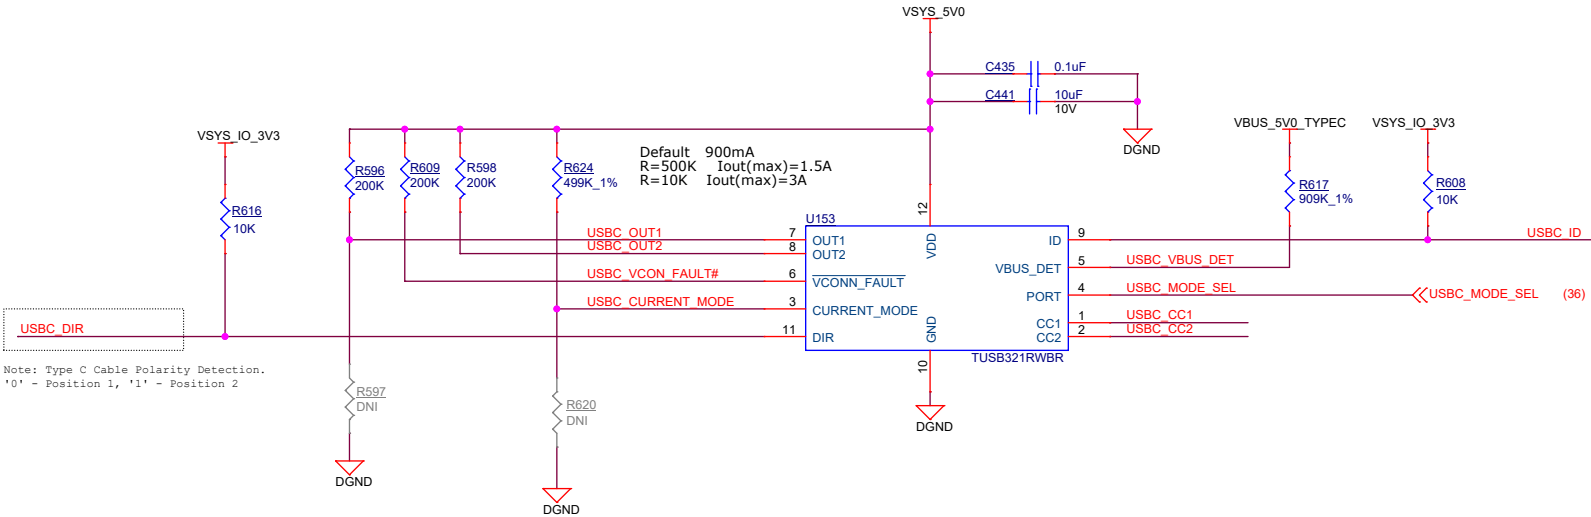 VSYS_5V0
C435 0.1uF
C441 10uF
10V
DGND
VSYS_IO_3V3
VBUS_5V0_TYPEC
VSYS_IO_3V3
R596
200K
R609
200K
R598
200K
R624
499K_1%
Default 900mA
R=500K Iout(max)=1.5A
R=10K Iout(max)=3A
R616
10K
R617
909K_1%
R608
10K
U153
12
VDD
USBC_OUT1 7 OUT1
USBC_OUT2 8 OUT2
USBC_VCON_FAULT# 6 VCONN_FAULT
USBC_CURRENT_MODE 3 CURRENT_MODE
USBC_DIR 11 DIR
ID 9 USBC_ID
VBUS_DET 5 USBC_VBUS_DET
PORT 4 USBC_MODE_SEL USBC_MODE_SEL (36)
CC1 1 USBC_CC1
CC2 2 USBC_CC2
GND
10
TUSB321RWBR
Note: Type C Cable Polarity Detection.
'0' - Position 1, '1' - Position 2
R597
DNI
R620
DNI
DGND
DGND
DGND